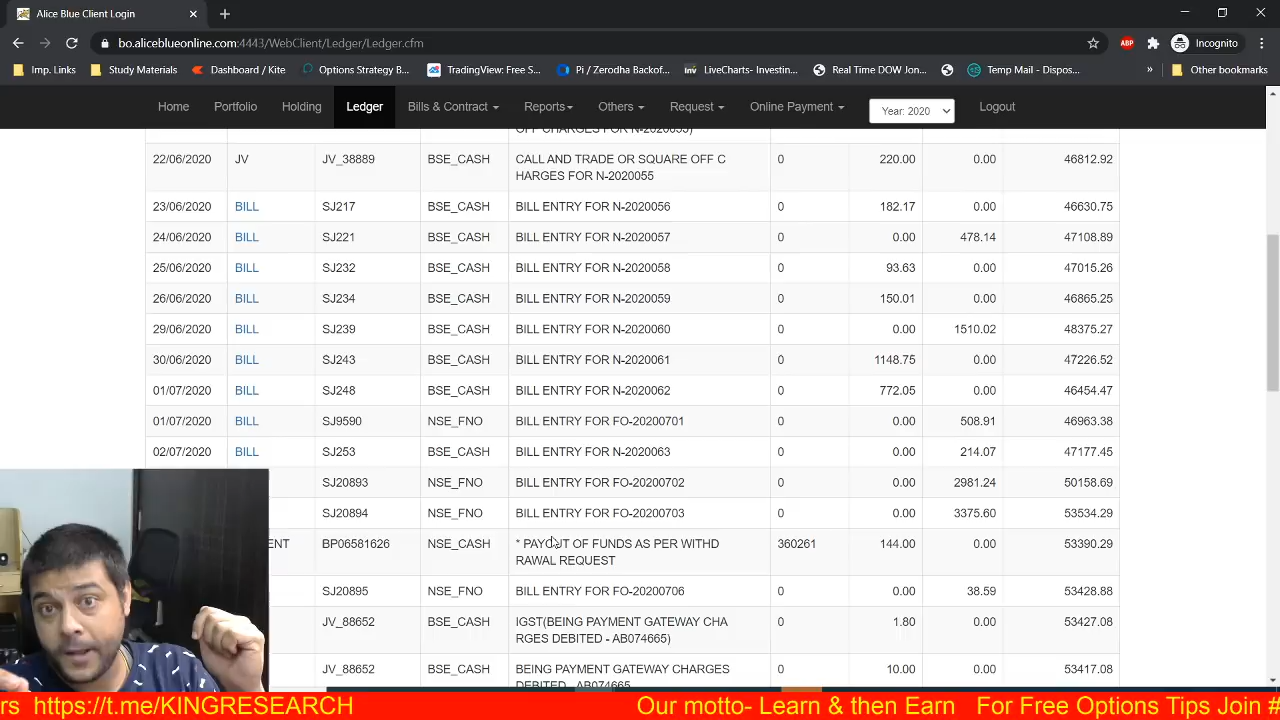 Alice Blue Client Login
bo.aliceblueonline.com:4443/WebClient/Ledger/Ledger.cfm
ABP
Incognito
Imp. Links Study Materials Dashboard / Kite Options Strategy B... TradingView: Free S... Pi / Zerodha Backof... Inv LiveCharts- Investin... Real Time DOW Jon... Temp Mail - Dispos... » Other bookmarks
Home Portfolio Holding Ledger Bills & Contract Reports Others Request Online Payment Year: 2020 Logout
OFF CHARGES FOR N-2020055)
22/06/2020 JV JV_38889 BSE_CASH CALL AND TRADE OR SQUARE OFF C 0 220.00 0.00 46812.92
HARGES FOR N-2020055
23/06/2020 BILL SJ217 BSE_CASH BILL ENTRY FOR N-2020056 0 182.17 0.00 46630.75
24/06/2020 BILL SJ221 BSE_CASH BILL ENTRY FOR N-2020057 0 0.00 478.14 47108.89
25/06/2020 BILL SJ232 BSE_CASH BILL ENTRY FOR N-2020058 0 93.63 0.00 47015.26
26/06/2020 BILL SJ234 BSE_CASH BILL ENTRY FOR N-2020059 0 150.01 0.00 46865.25
29/06/2020 BILL SJ239 BSE_CASH BILL ENTRY FOR N-2020060 0 0.00 1510.02 48375.27
30/06/2020 BILL SJ243 BSE_CASH BILL ENTRY FOR N-2020061 0 1148.75 0.00 47226.52
01/07/2020 BILL SJ248 BSE_CASH BILL ENTRY FOR N-2020062 0 772.05 0.00 46454.47
01/07/2020 BILL SJ9590 NSE_FNO BILL ENTRY FOR FO-20200701 0 0.00 508.91 46963.38
02/07/2020 BILL SJ253 BSE_CASH BILL ENTRY FOR N-2020063 0 0.00 214.07 47177.45
SJ20893 NSE_FNO BILL ENTRY FOR FO-20200702 0 0.00 2981.24 50158.69
SJ20894 NSE_FNO BILL ENTRY FOR FO-20200703 0 0.00 3375.60 53534.29
ENT BP06581626 NSE_CASH * PAYOUT OF FUNDS AS PER WITHD 360261 144.00 0.00 53390.29
RAWAL REQUEST
SJ20895 NSE_FNO BILL ENTRY FOR FO-20200706 0 0.00 38.59 53428.88
JV_88652 BSE_CASH IGST(BEING PAYMENT GATEWAY CHA 0 1.80 0.00 53427.08
RGES DEBITED - AB074665)
JV_88652 BSE_CASH BEING PAYMENT GATEWAY CHARGES 0 10.00 0.00 53417.08
DEBITED - AB074665
rs https://t.me/KINGRESEARCH Our motto- Learn & then Earn For Free Options Tips Join #